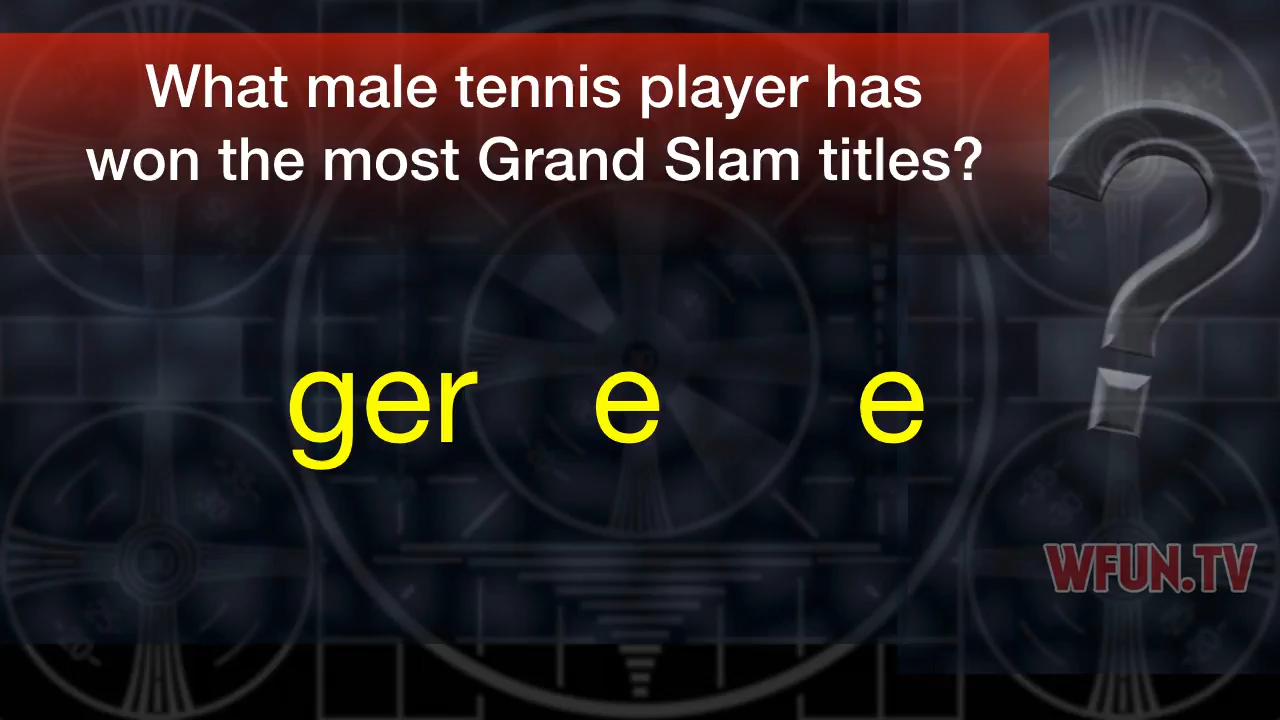 What male tennis player has
won the most Grand Slam titles?
ger e e
WFUN.TV